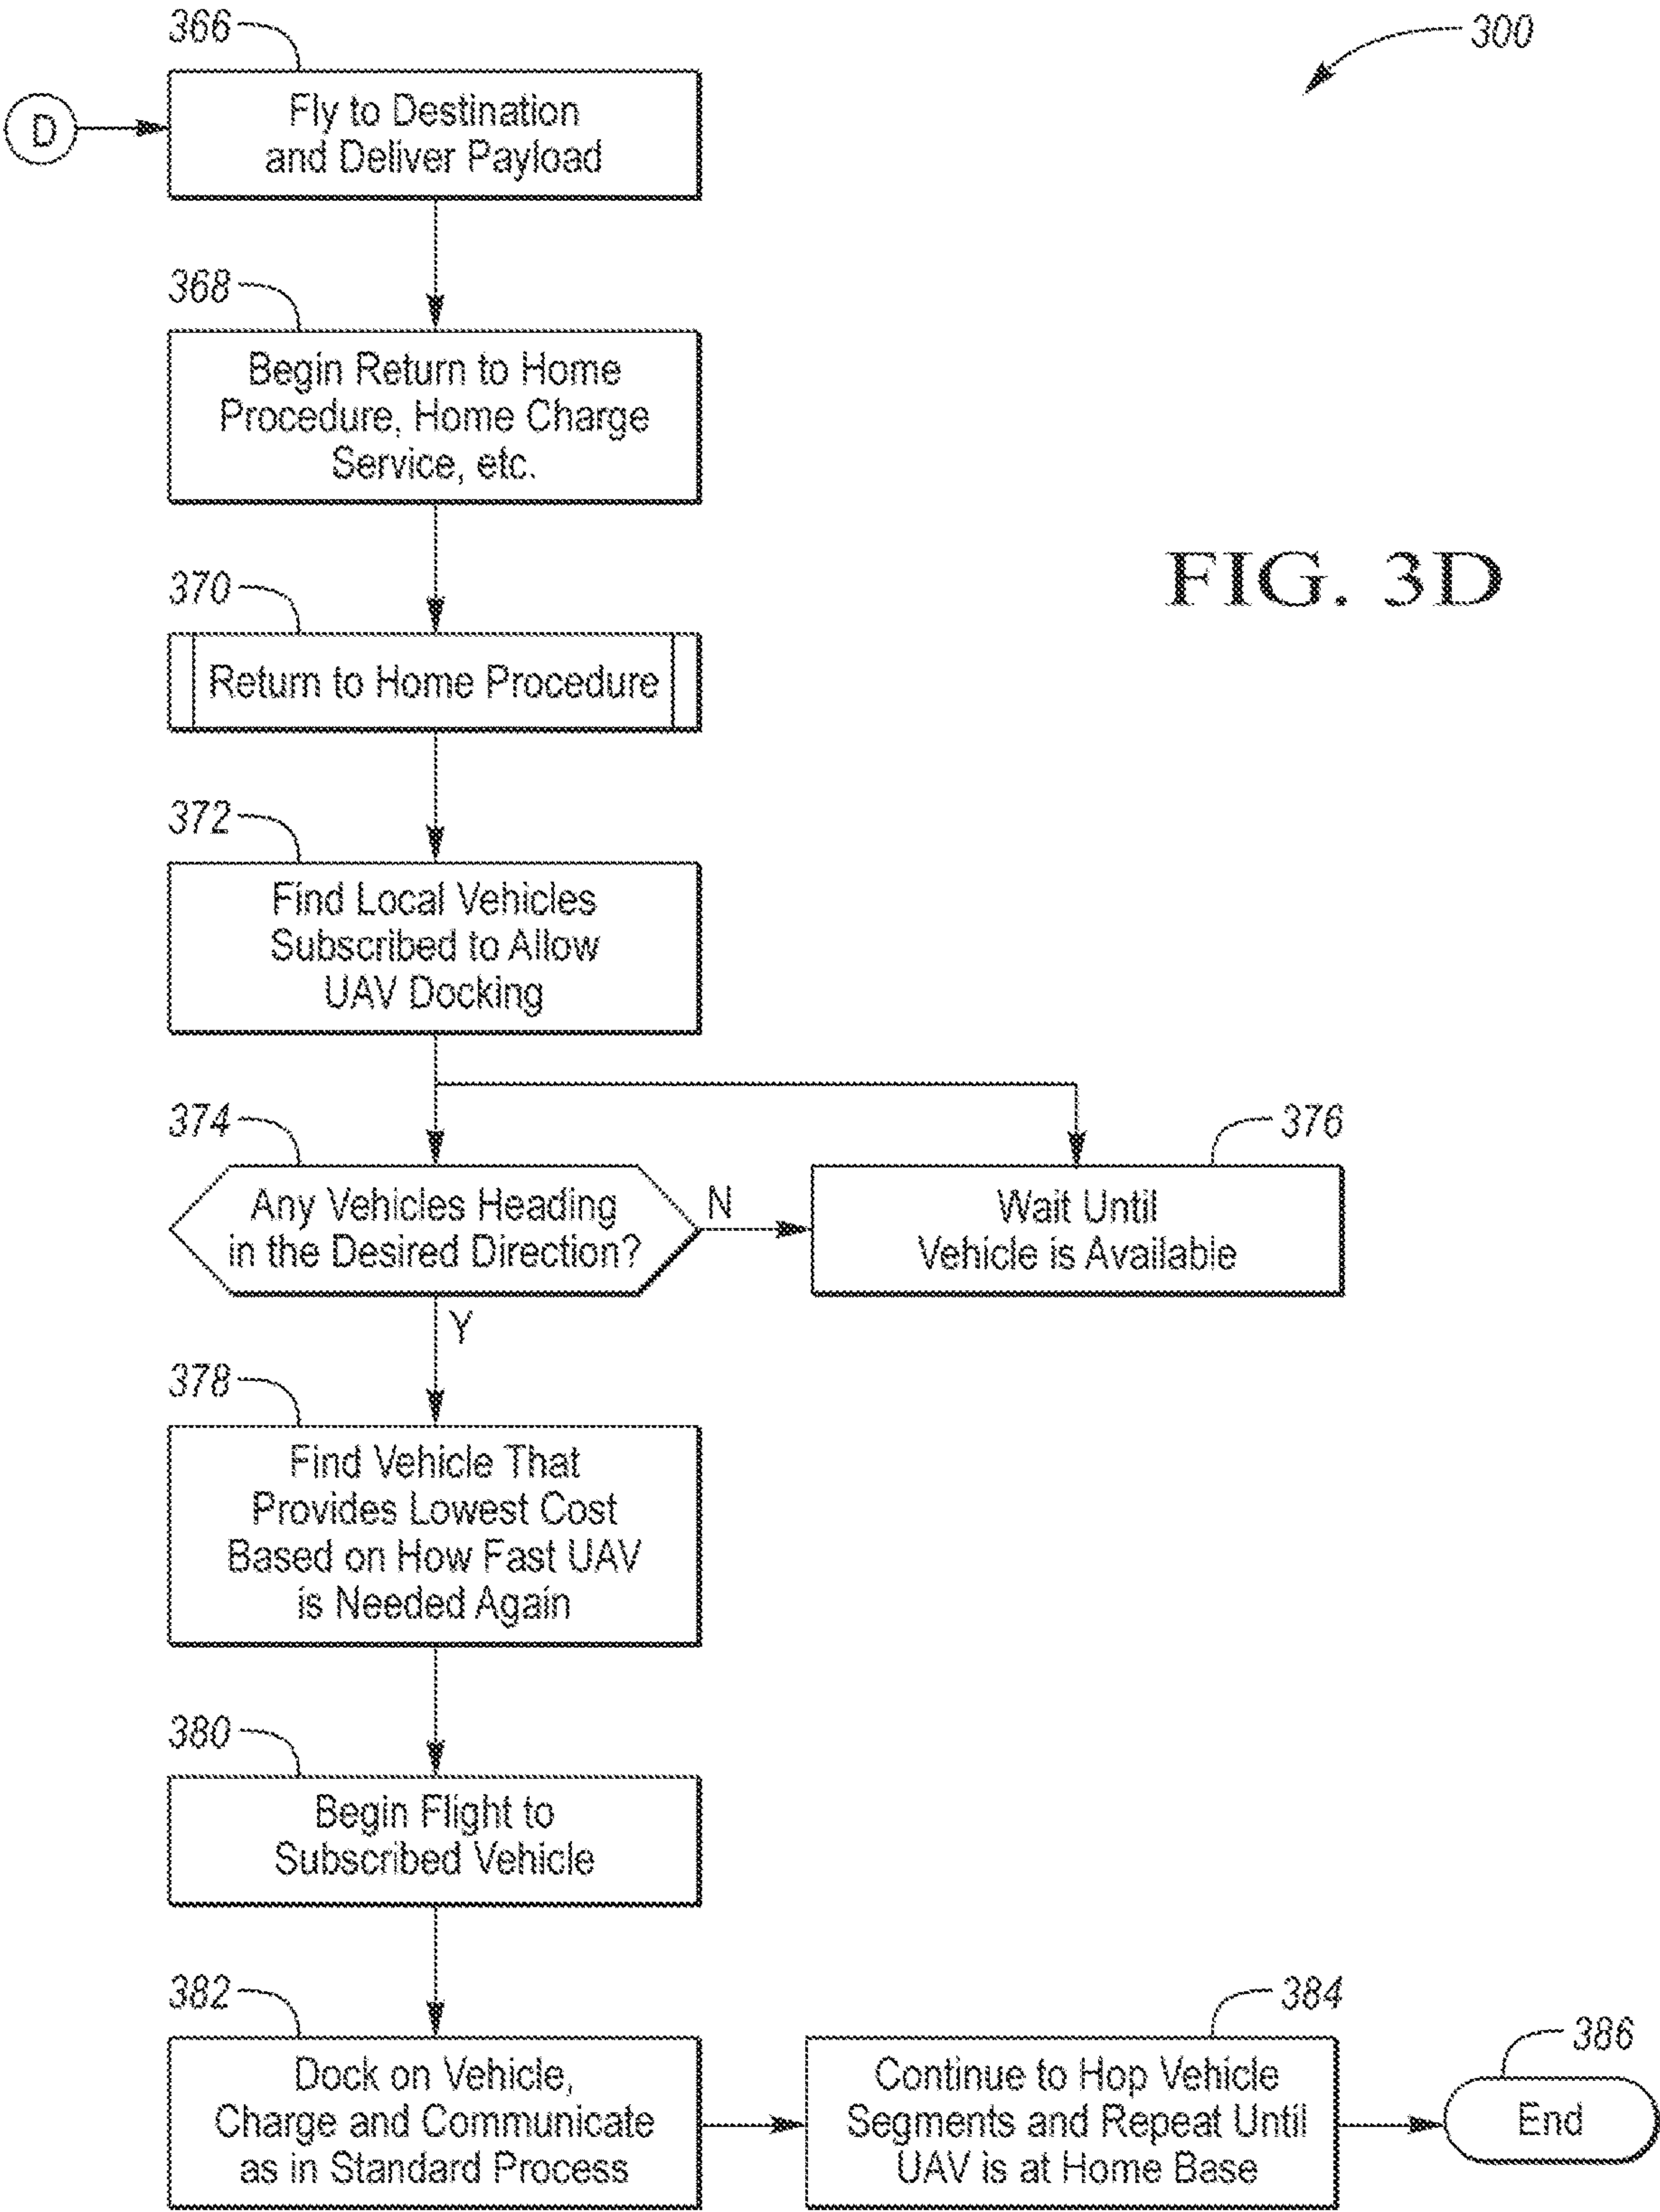 366
300
D
Fly to Destination
and Deliver Payload
368
Begin Return to Home
Procedure, Home Charge
Service, etc.
FIG. 3D
370
Return to Home Procedure
372
Find Local Vehicles
Subscribed to Allow
UAV Docking
374
376
Any Vehicles Heading
in the Desired Direction?
N
Wait Until
Vehicle is Available
Y
378
Find Vehicle That
Provides Lowest Cost
Based on How Fast UAV
is Needed Again
380
Begin Flight to
Subscribed Vehicle
382
Dock on Vehicle,
Charge and Communicate
as in Standard Process
384
Continue to Hop Vehicle
Segments and Repeat Until
UAV is at Home Base
386
End